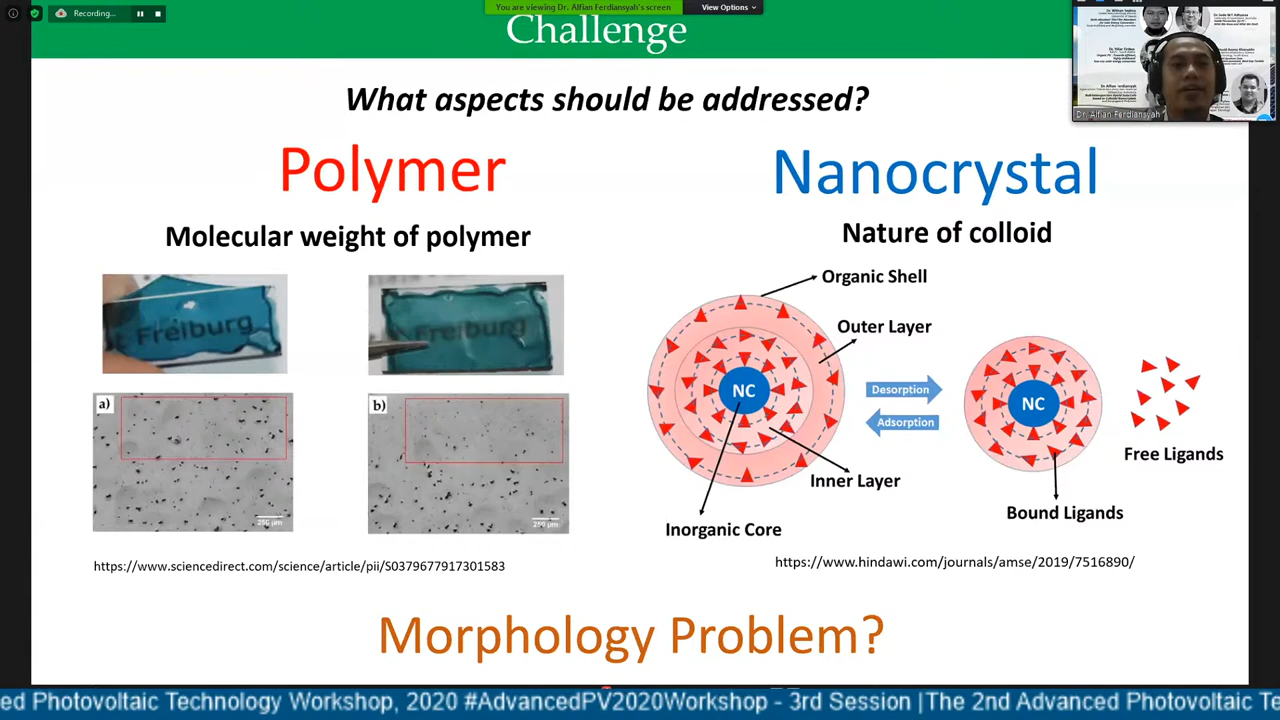 Recording...
You are viewing Dr. Alfian Ferdiansyah's screen
View Options
Challenge
Dr. Alfian Ferdiansyah
What aspects should be addressed?
Polymer
Molecular weight of polymer
Freiburg
Freiburg
a)
250 µm
b)
250 µm
https://www.sciencedirect.com/science/article/pii/S0379677917301583
Nanocrystal
Nature of colloid
Organic Shell
Outer Layer
NC
Desorption
Adsorption
NC
Free Ligands
Inner Layer
Bound Ligands
Inorganic Core
https://www.hindawi.com/journals/amse/2019/7516890/
Morphology Problem?
ed Photovoltaic Technology Workshop, 2020 #AdvancedPV2020Workshop - 3rd Session |The 2nd Advanced Photovoltaic Te